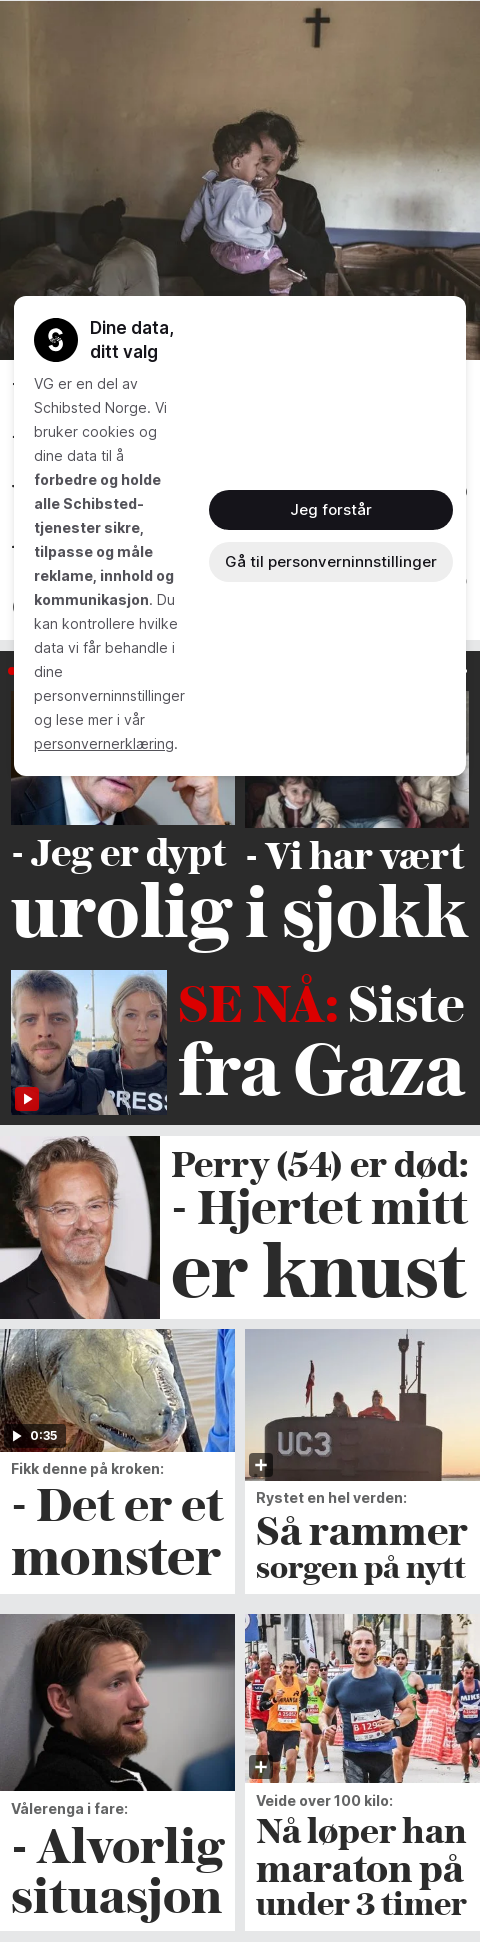 Dine data,
ditt valg
VG er en del av
Schibsted Norge. Vi
bruker cookies og
dine data til å
forbedre og holde
alle Schibsted-
tjenester sikre,
tilpasse og måle
reklame, innhold og
kommunikasjon. Du
kan kontrollere hvilke
data vi får behandle i
dine
personverninnstillinger
og lese mer i vår
personvernerklæring.
Jeg forstår
Gå til personverninnstillinger
- Jeg er dypt
urolig
- Vi har vært
i sjokk
PRESS
SE NÅ: Siste
fra Gaza
Perry (54) er død:
- Hjertet mitt
er knust
0:35
Fikk denne på kroken:
- Det er et
monster
UC3
Rystet en hel verden:
Så rammer
sorgen på nytt
Vålerenga i fare:
- Alvorlig
situasjon
MIKE
B 129
Veide over 100 kilo:
Nå løper han
maraton på
under 3 timer